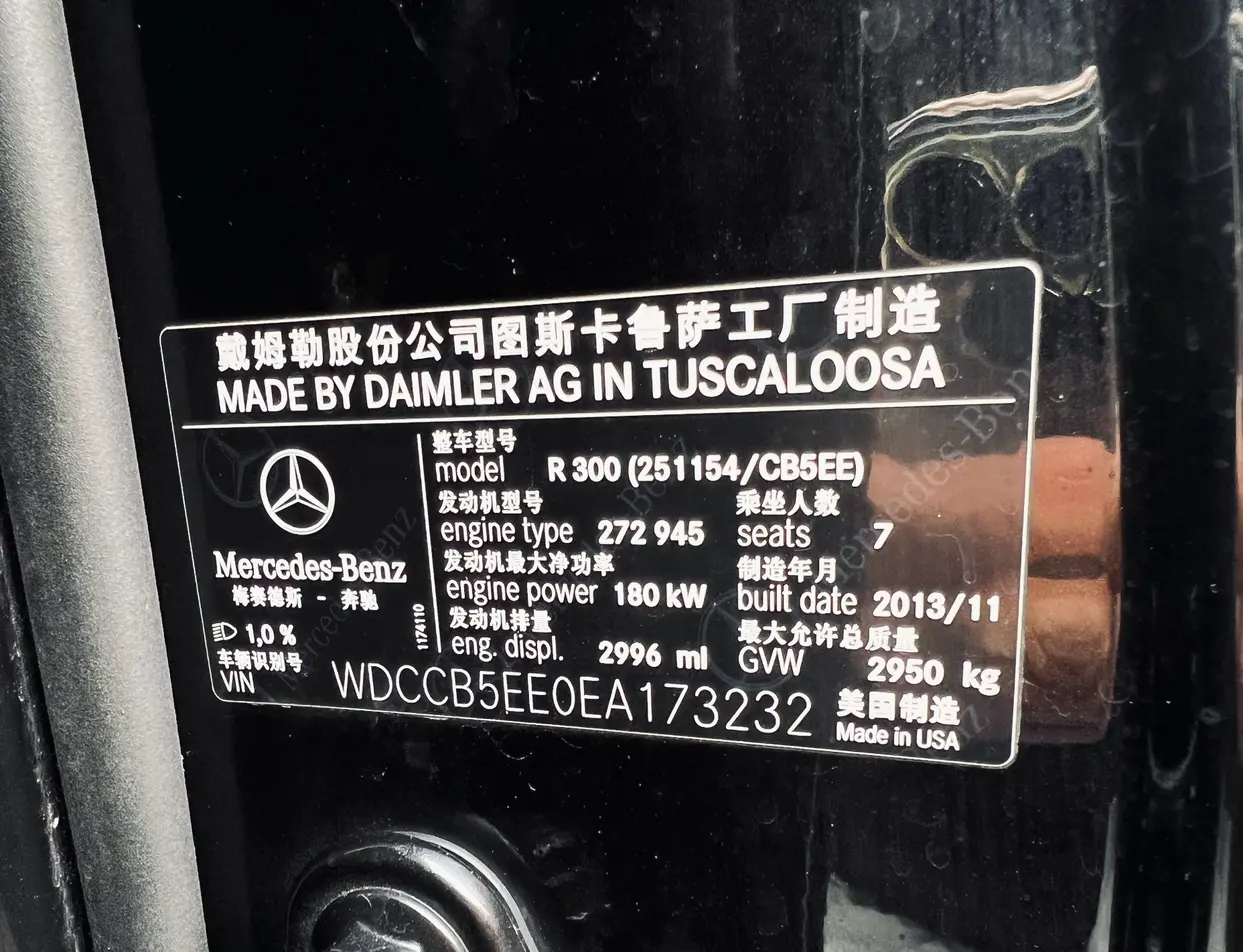 戴姆勒股份公司图斯卡鲁萨工厂制造
MADE BY DAIMLER AG IN TUSCALOOSA
Mercedes-Benz
梅赛德斯 - 奔驰
1,0 %
1174110
整车型号
model R 300 (251154/CB5EE)
发动机型号 乘坐人数
engine type 272 945 seats 7
发动机最大净功率 制造年月
engine power 180 kW built date 2013/11
发动机排量 最大允许总质量
eng. displ. 2996 ml GVW 2950 kg
车辆识别号
VIN WDCCB5EE0EA173232
美国制造
Made in USA